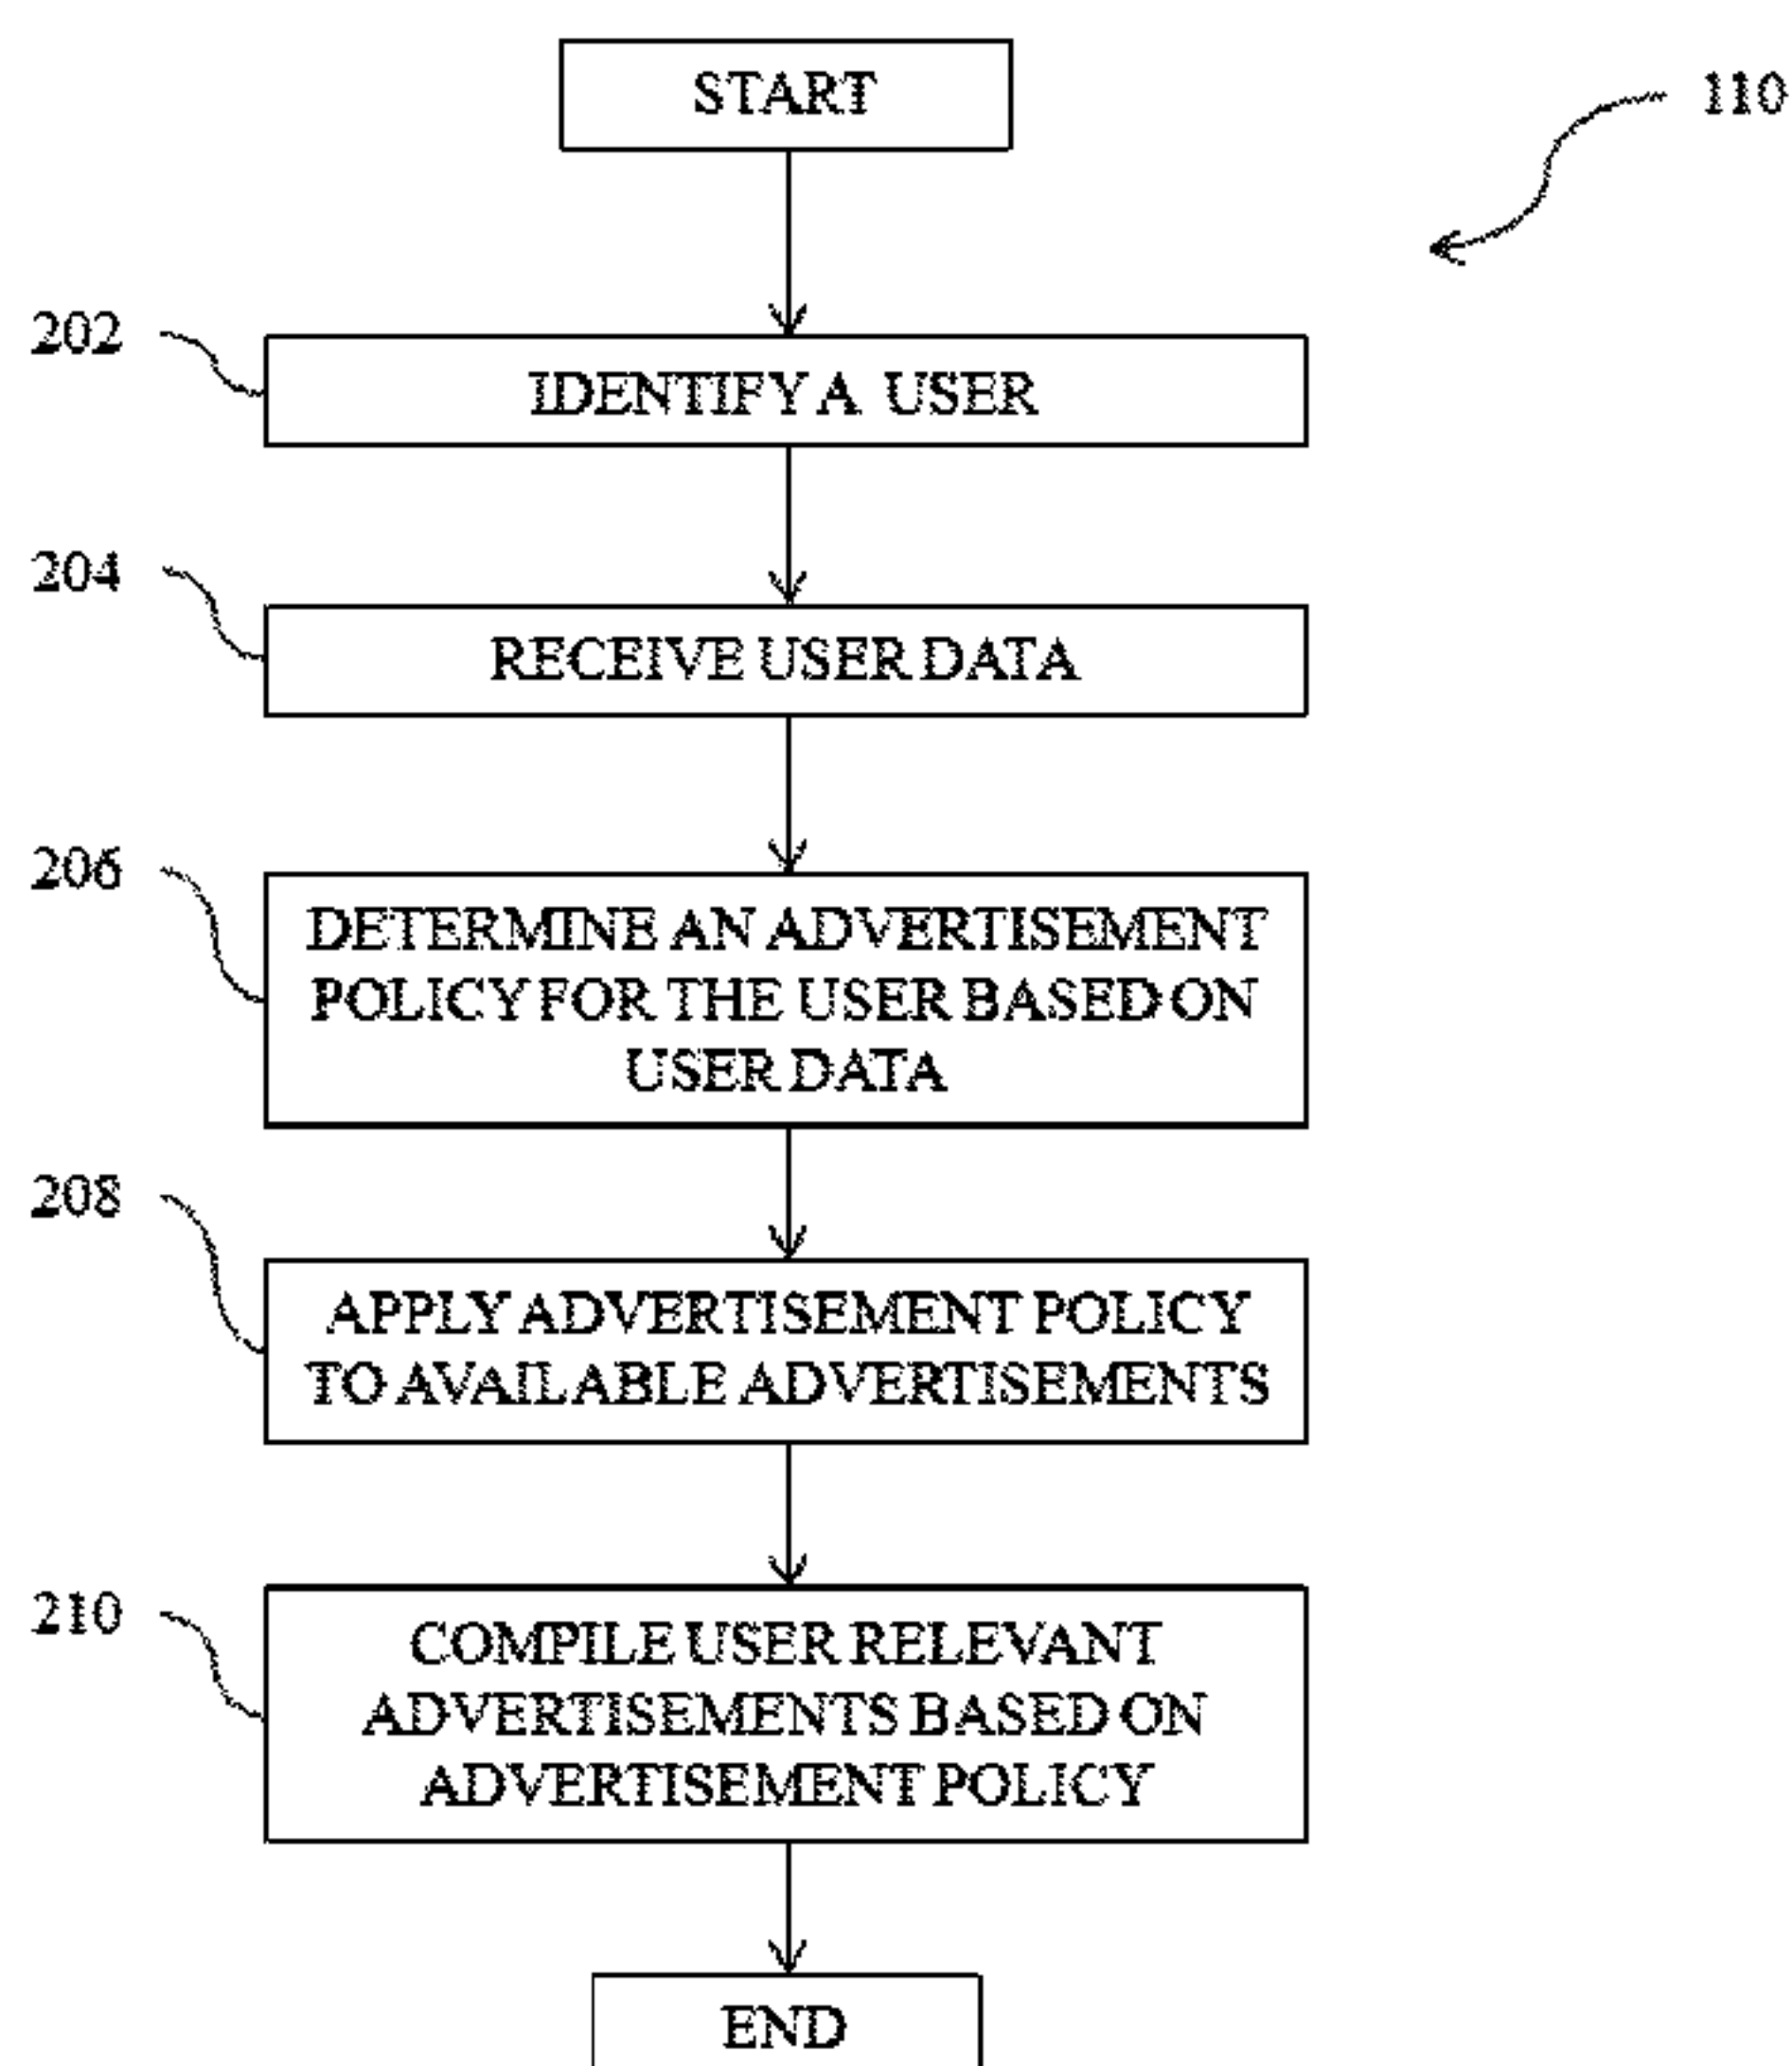 START
110
202
IDENTIFY A USER
204
RECEIVE USER DATA
206
DETERMINE AN ADVERTISEMENT
POLICY FOR THE USER BASED ON
USER DATA
208
APPLY ADVERTISEMENT POLICY
TO AVAILABLE ADVERTISEMENTS
210
COMPILE USER RELEVANT
ADVERTISEMENTS BASED ON
ADVERTISEMENT POLICY
END